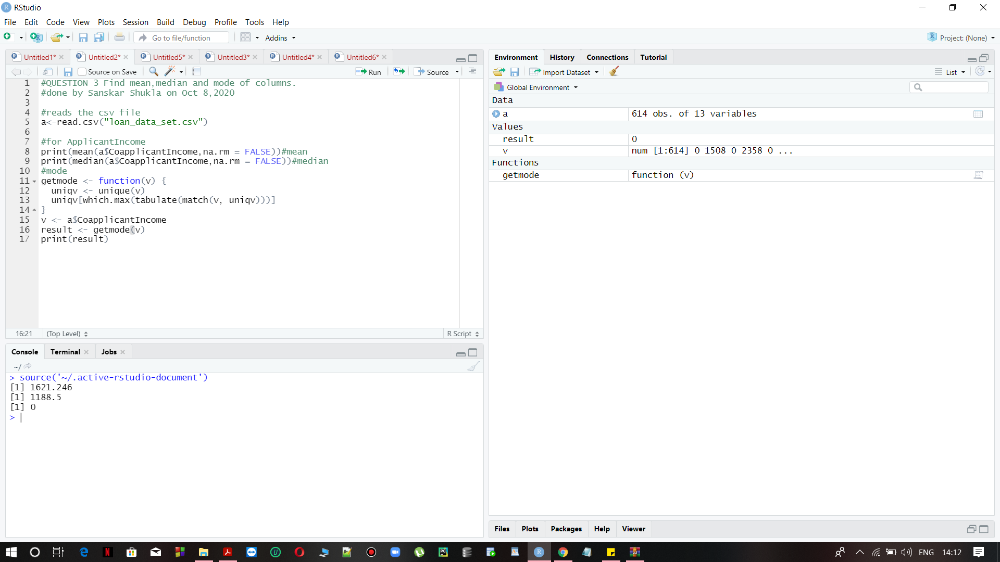 RStudio
File Edit Code View Plots Session Build Debug Profile Tools Help
Go to file/function Addins Project: (None)
Untitled1* Untitled2* Untitled5* Untitled3* Untitled4* Untitled6*
Source on Save Run Source
1 #QUESTION 3 Find mean,median and mode of columns.
2 #done by Sanskar Shukla on Oct 8,2020
3
4 #reads the csv file
5 a<-read.csv("loan_data_set.csv")
6
7 #for ApplicantIncome
8 print(mean(a$CoapplicantIncome,na.rm = FALSE))#mean
9 print(median(a$CoapplicantIncome,na.rm = FALSE))#median
10 #mode
11 getmode <- function(v) {
12 uniqv <- unique(v)
13 uniqv[which.max(tabulate(match(v, uniqv)))]
14 }
15 v <- a$CoapplicantIncome
16 result <- getmode(v)
17 print(result)
16:21 (Top Level) R Script
Console Terminal Jobs
~/
> source('~/.active-rstudio-document')
[1] 1621.246
[1] 1188.5
[1] 0
>
Environment History Connections Tutorial
Import Dataset List
Global Environment
Data
a 614 obs. of 13 variables
Values
result 0
v num [1:614] 0 1508 0 2358 0 ...
Functions
getmode function (v)
Files Plots Packages Help Viewer
ENG 14:12